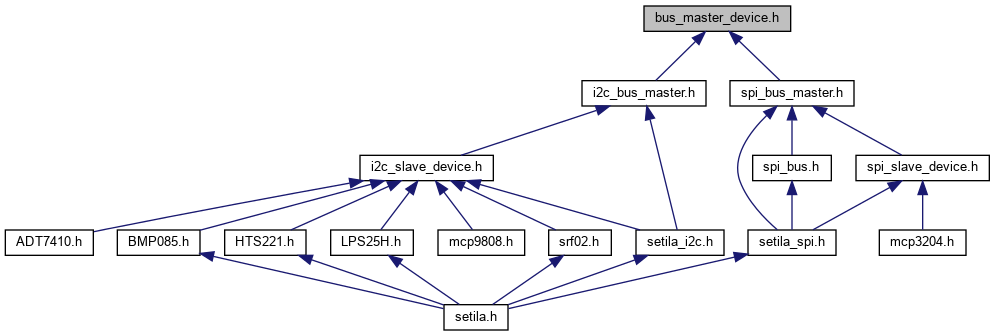 bus_master_device.h
i2c_bus_master.h
spi_bus_master.h
i2c_slave_device.h
spi_bus.h
spi_slave_device.h
ADT7410.h
BMP085.h
HTS221.h
LPS25H.h
mcp9808.h
srf02.h
setila_i2c.h
setila_spi.h
mcp3204.h
setila.h